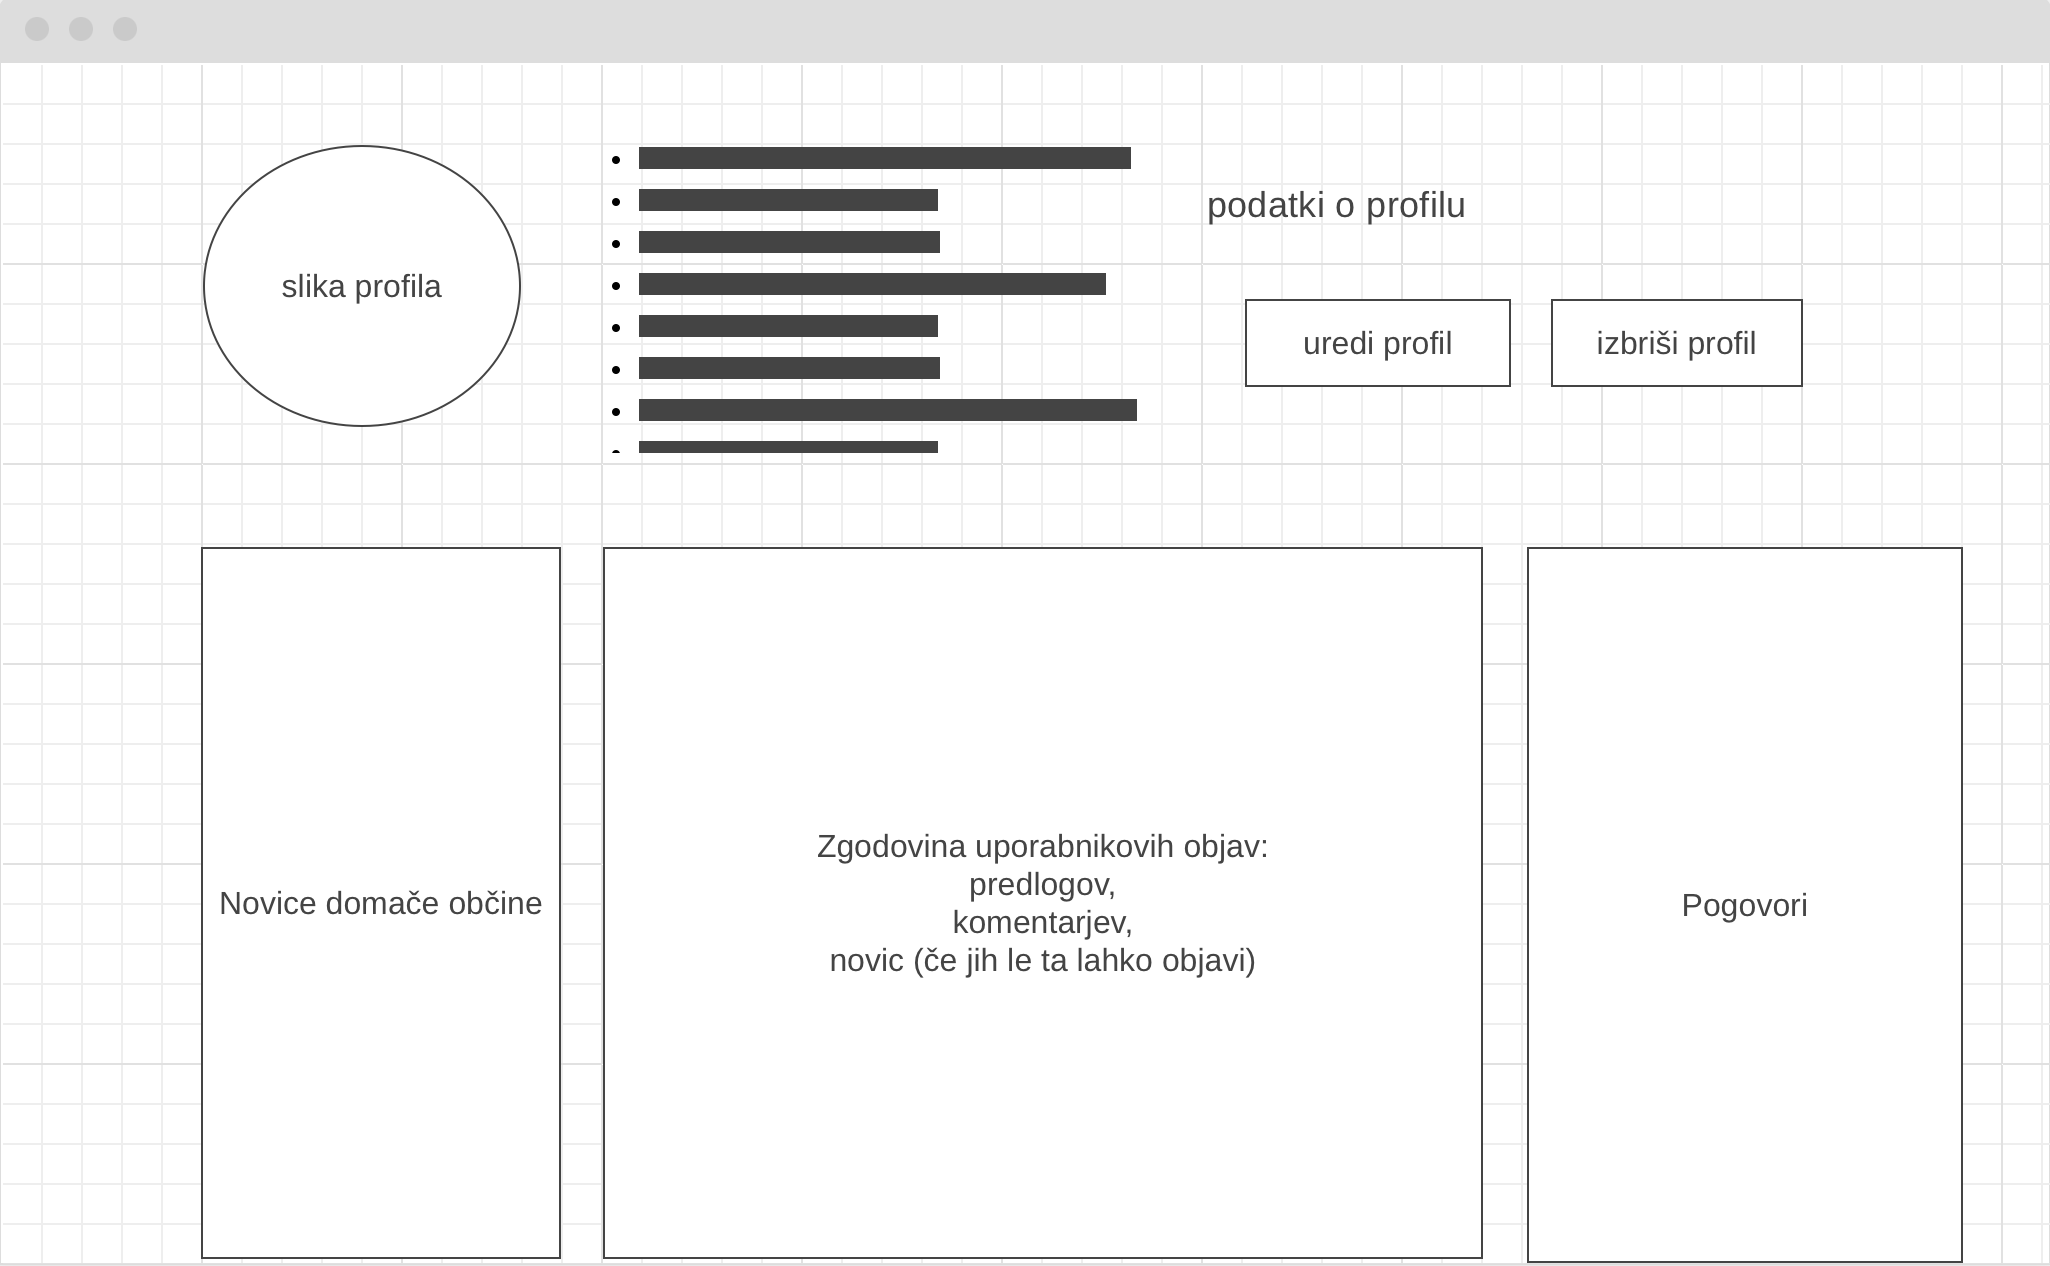 slika profila
podatki o profilu
uredi profil
izbriši profil
Novice domače občine
Zgodovina uporabnikovih objav:
predlogov,
komentarjev,
novic (če jih le ta lahko objavi)
Pogovori